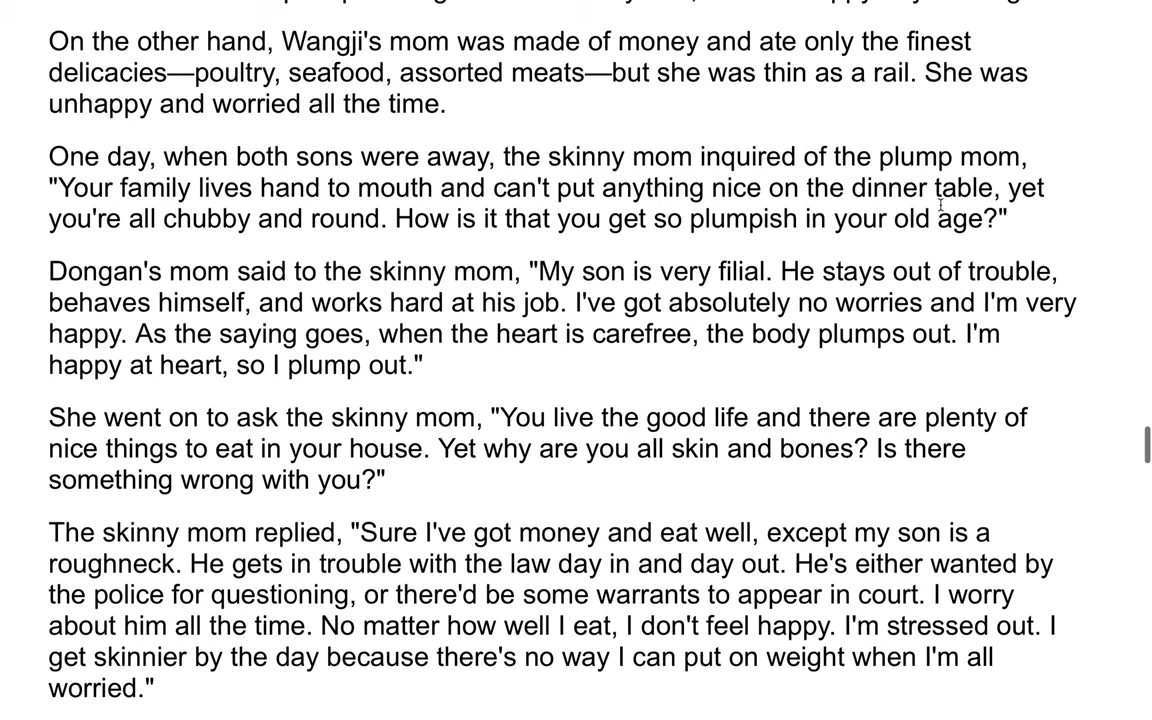 On the other hand, Wangji's mom was made of money and ate only the finest
delicacies—poultry, seafood, assorted meats—but she was thin as a rail. She was
unhappy and worried all the time.
One day, when both sons were away, the skinny mom inquired of the plump mom,
"Your family lives hand to mouth and can't put anything nice on the dinner table, yet
you're all chubby and round. How is it that you get so plumpish in your old age?"
Dongan's mom said to the skinny mom, "My son is very filial. He stays out of trouble,
behaves himself, and works hard at his job. I've got absolutely no worries and I'm very
happy. As the saying goes, when the heart is carefree, the body plumps out. I'm
happy at heart, so I plump out."
She went on to ask the skinny mom, "You live the good life and there are plenty of
nice things to eat in your house. Yet why are you all skin and bones? Is there
something wrong with you?"
The skinny mom replied, "Sure I've got money and eat well, except my son is a
roughneck. He gets in trouble with the law day in and day out. He's either wanted by
the police for questioning, or there'd be some warrants to appear in court. I worry
about him all the time. No matter how well I eat, I don't feel happy. I'm stressed out. I
get skinnier by the day because there's no way I can put on weight when I'm all
worried."